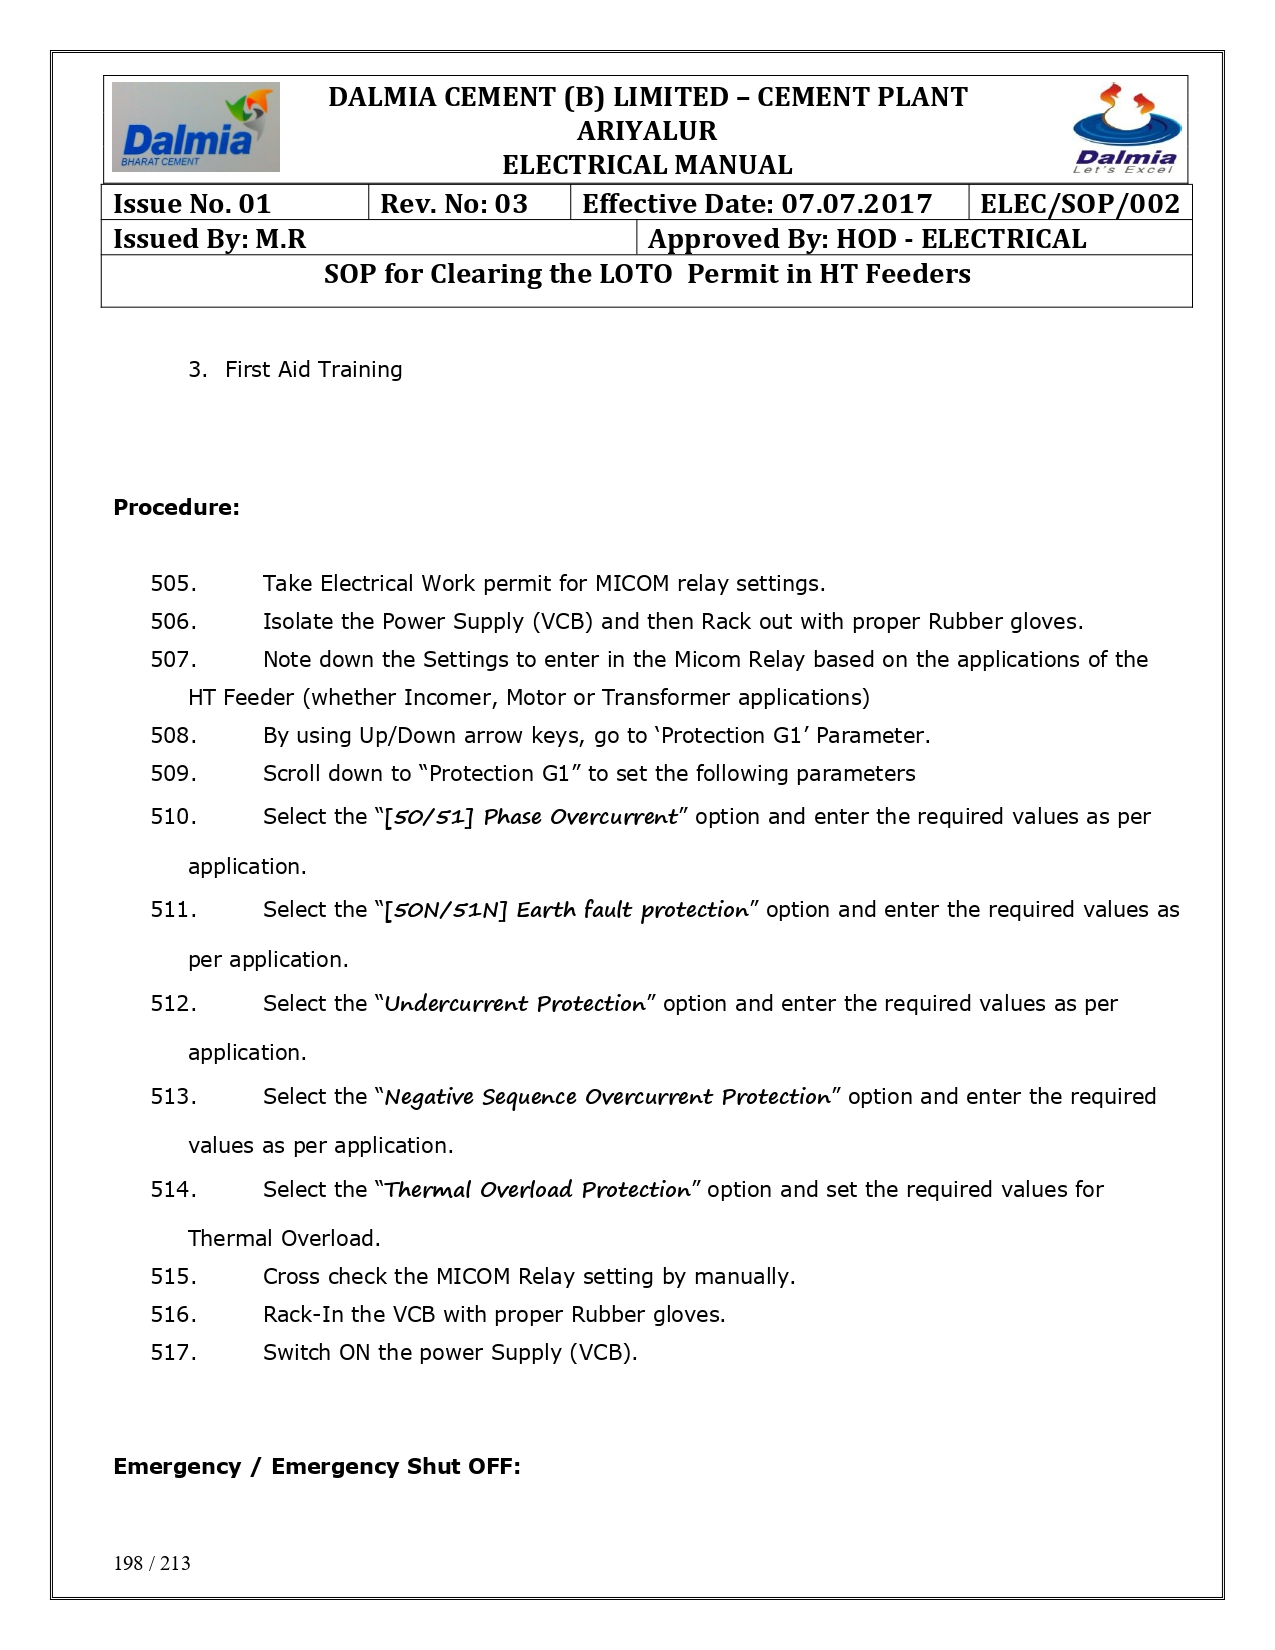 Dalmia
BHARAT CEMENT
DALMIA CEMENT (B) LIMITED – CEMENT PLANT
ARIYALUR
ELECTRICAL MANUAL
Dalmia
Let's Excel
Issue No. 01 Rev. No: 03 Effective Date: 07.07.2017 ELEC/SOP/002
Issued By: M.R Approved By: HOD - ELECTRICAL
SOP for Clearing the LOTO Permit in HT Feeders
3. First Aid Training
Procedure:
505. Take Electrical Work permit for MICOM relay settings.
506. Isolate the Power Supply (VCB) and then Rack out with proper Rubber gloves.
507. Note down the Settings to enter in the Micom Relay based on the applications of the
HT Feeder (whether Incomer, Motor or Transformer applications)
508. By using Up/Down arrow keys, go to ‘Protection G1’ Parameter.
509. Scroll down to “Protection G1” to set the following parameters
510. Select the “[50/51] Phase Overcurrent” option and enter the required values as per
application.
511. Select the “[50N/51N] Earth fault protection” option and enter the required values as
per application.
512. Select the “Undercurrent Protection” option and enter the required values as per
application.
513. Select the “Negative Sequence Overcurrent Protection” option and enter the required
values as per application.
514. Select the “Thermal Overload Protection” option and set the required values for
Thermal Overload.
515. Cross check the MICOM Relay setting by manually.
516. Rack-In the VCB with proper Rubber gloves.
517. Switch ON the power Supply (VCB).
Emergency / Emergency Shut OFF:
198 / 213